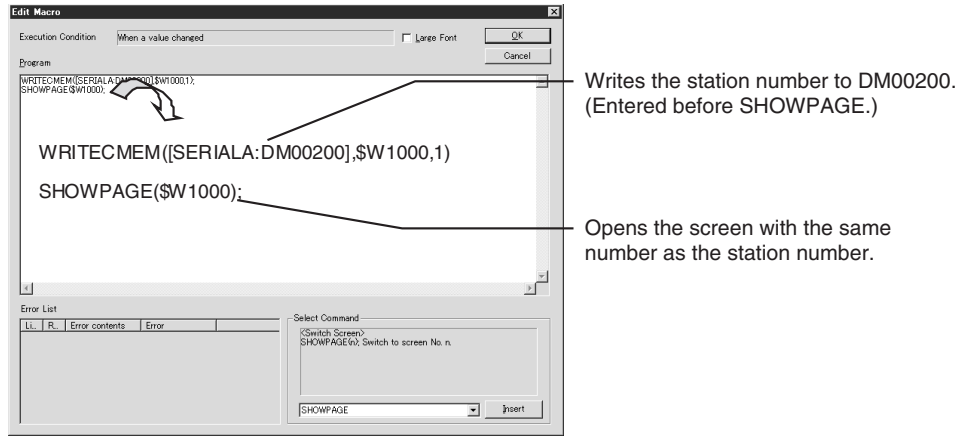 Edit Macro
Execution Condition When a value changed Large Font OK
Cancel
Program
WRITECMEM([SERIALA:DM00200],$W1000,1);
SHOWPAGE($W1000);
Writes the station number to DM00200.
(Entered before SHOWPAGE.)
WRITECMEM([SERIALA:DM00200],$W1000,1)
SHOWPAGE($W1000);
Opens the screen with the same
number as the station number.
Error List
Li.. R.. Error contents Error
Select Command
<Switch Screen>
SHOWPAGE(n); Switch to screen No. n.
SHOWPAGE Insert